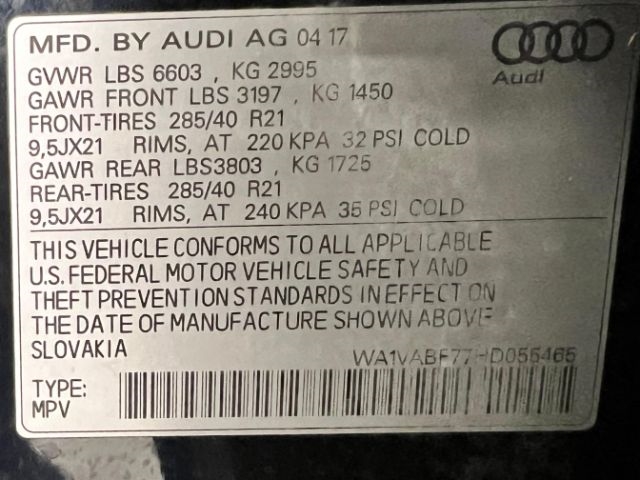 MFD. BY AUDI AG 04 17
Audi
GVWR LBS 6603 , KG 2995
GAWR FRONT LBS 3197 , KG 1450
FRONT-TIRES 285/40 R21
9,5JX21 RIMS, AT 220 KPA 32 PSI COLD
GAWR REAR LBS3803 , KG 1725
REAR-TIRES 285/40 R21
9,5JX21 RIMS, AT 240 KPA 35 PSI COLD
THIS VEHICLE CONFORMS TO ALL APPLICABLE
U.S. FEDERAL MOTOR VEHICLE SAFETY AND
THEFT PREVENTION STANDARDS IN EFFECT ON
THE DATE OF MANUFACTURE SHOWN ABOVE
SLOVAKIA
WA1VABF77HD055465
TYPE:
MPV